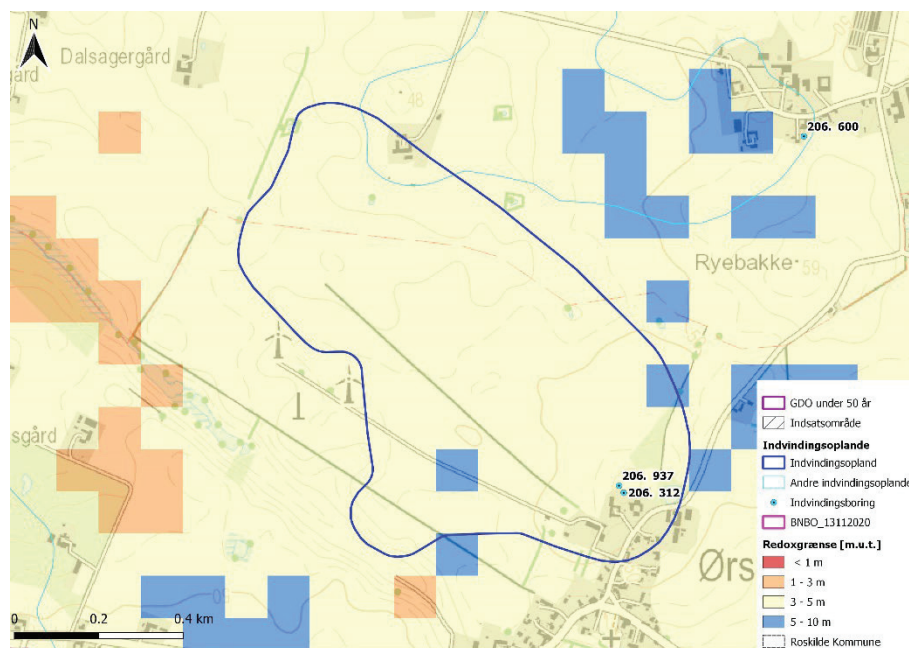 N
Dalsagergård
gård
48
50
206. 600
Ryebakke
59
sgård
206. 937
206. 312
Ørs
0 0.2 0.4 km
GDO under 50 år
Indsatsområde
Indvindingsoplande
Indvindingsopland
Andre indvindingsoplande
Indvindingsboring
BNBO_13112020
Redoxgrænse [m.u.t.]
< 1 m
1 - 3 m
3 - 5 m
5 - 10 m
Roskilde Kommune